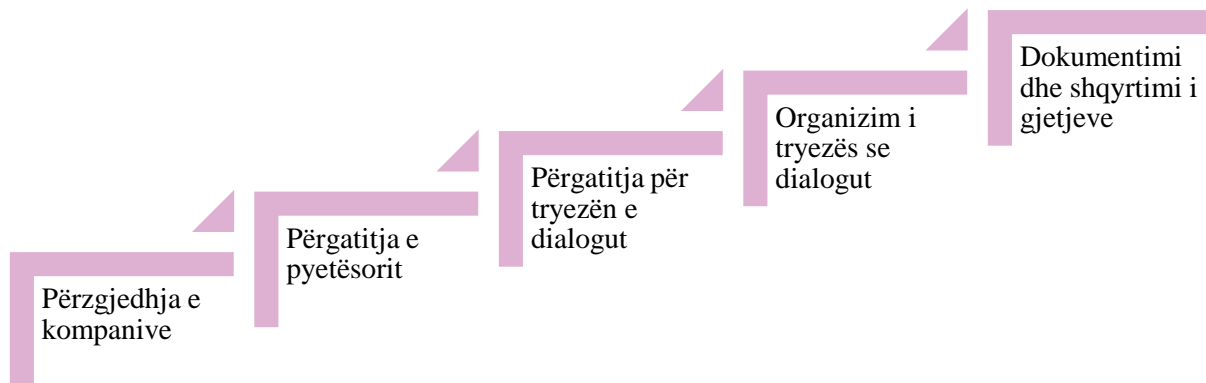 Përzgjedhja e
kompanive
Përgatitja e
pyetësorit
Përgatitja për
tryezën e
dialogut
Organizim i
tryezës se
dialogut
Dokumentimi
dhe shqyrtimi i
gjetjeve